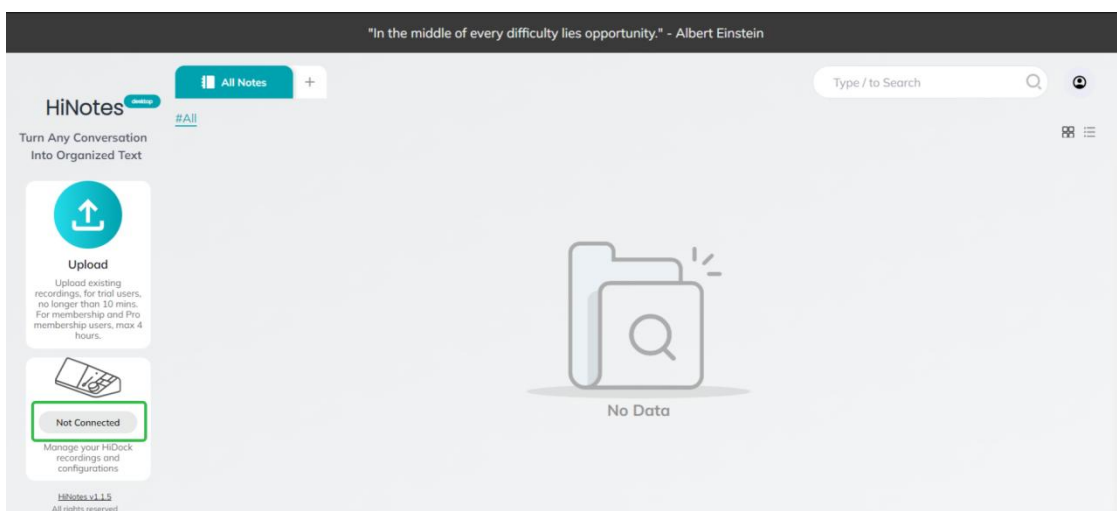 "In the middle of every difficulty lies opportunity." - Albert Einstein
All Notes
+
Type / to Search
HiNotes desktop
#All
Turn Any Conversation
Into Organized Text
Upload
Upload existing
recordings, for trial users,
no longer than 10 mins.
For membership and Pro
membership users, max 4
hours.
No Data
Not Connected
Manage your HiDock
recordings and
configurations
HiNotes v1.1.5
All rights reserved